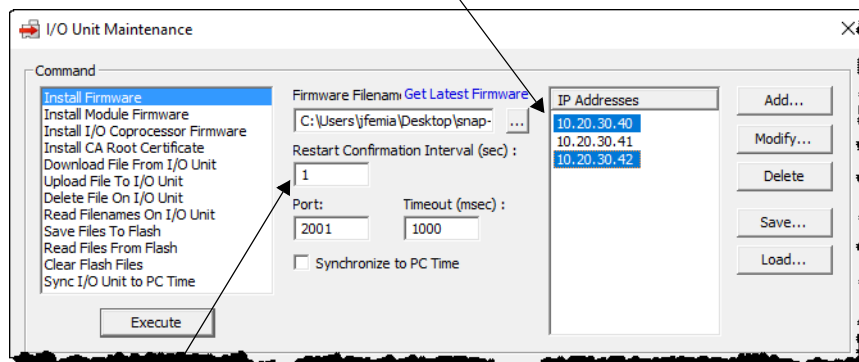 I/O Unit Maintenance
Command
Install Firmware
Install Module Firmware
Install I/O Coprocessor Firmware
Install CA Root Certificate
Download File From I/O Unit
Upload File To I/O Unit
Delete File On I/O Unit
Read Filenames On I/O Unit
Save Files To Flash
Read Files From Flash
Clear Flash Files
Sync I/O Unit to PC Time
Execute
Firmware Filenam Get Latest Firmware
C:\Users\jfemia\Desktop\snap- ...
Restart Confirmation Interval (sec) :
1
Port: Timeout (msec) :
2001 1000
Synchronize to PC Time
IP Addresses
10.20.30.40
10.20.30.41
10.20.30.42
Add...
Modify...
Delete
Save...
Load...